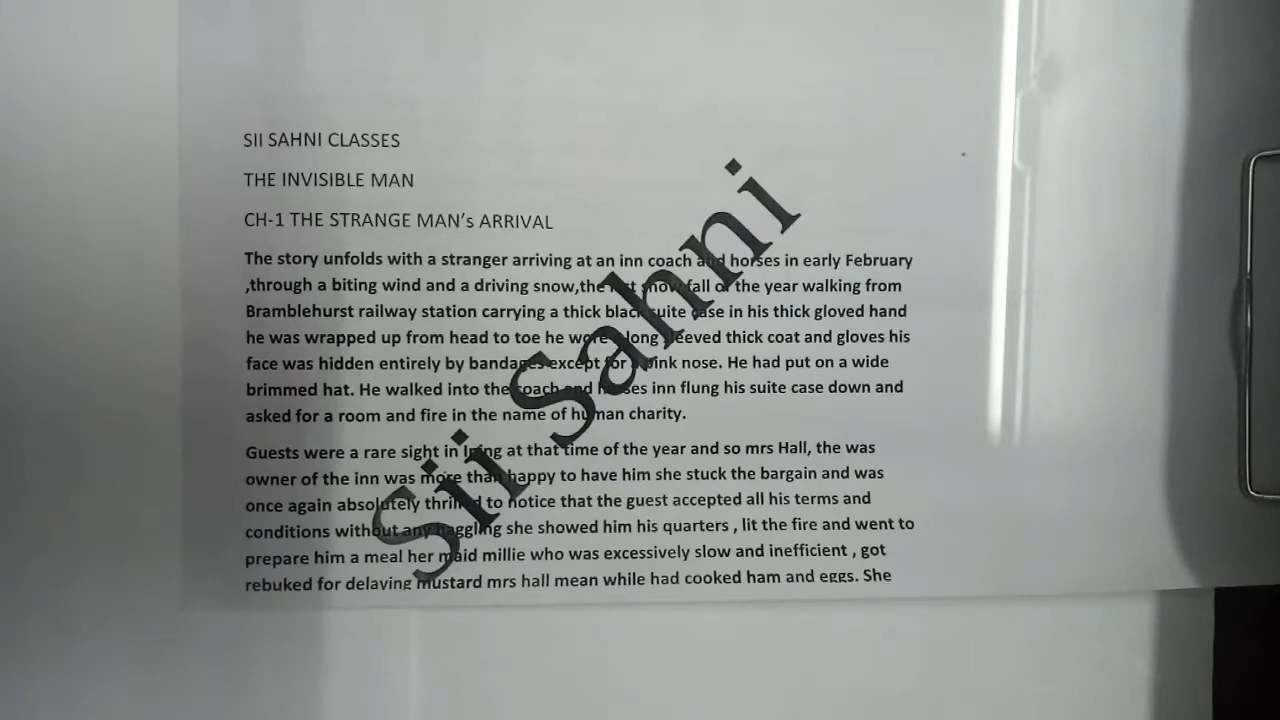 SII SAHNI CLASSES
THE INVISIBLE MAN
CH-1 THE STRANGE MAN's ARRIVAL
The story unfolds with a stranger arriving at an inn coach and horses in early February
,through a biting wind and a driving snow,the last snow fall of the year walking from
Bramblehurst railway station carrying a thick black suite case in his thick gloved hand
he was wrapped up from head to toe he wore a long sleeved thick coat and gloves his
face was hidden entirely by bandages except for a pink nose. He had put on a wide
brimmed hat. He walked into the coach and horses inn flung his suite case down and
asked for a room and fire in the name of human charity.
Guests were a rare sight in Iping at that time of the year and so mrs Hall, the was
owner of the inn was more than happy to have him she stuck the bargain and was
once again absolutely thrilled to notice that the guest accepted all his terms and
conditions without any haggling she showed him his quarters , lit the fire and went to
prepare him a meal her maid millie who was excessively slow and inefficient , got
rebuked for delaying mustard mrs hall mean while had cooked ham and eggs. She
Sii Sahni